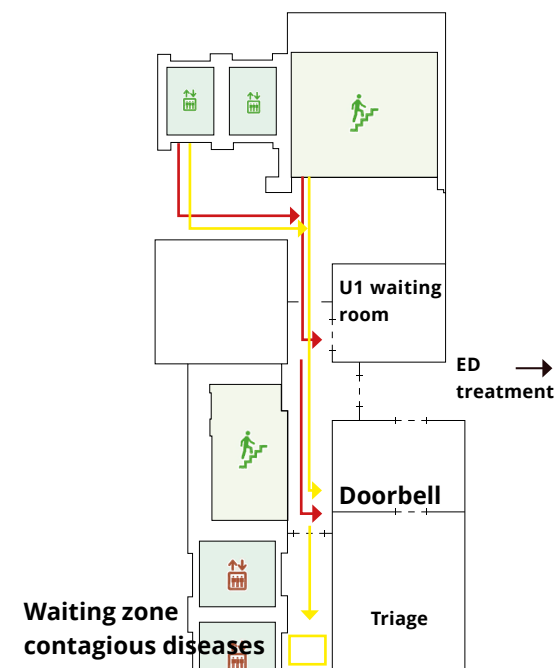 U1 waiting
room
ED
treatment
Doorbell
Waiting zone
contagious diseases
Triage